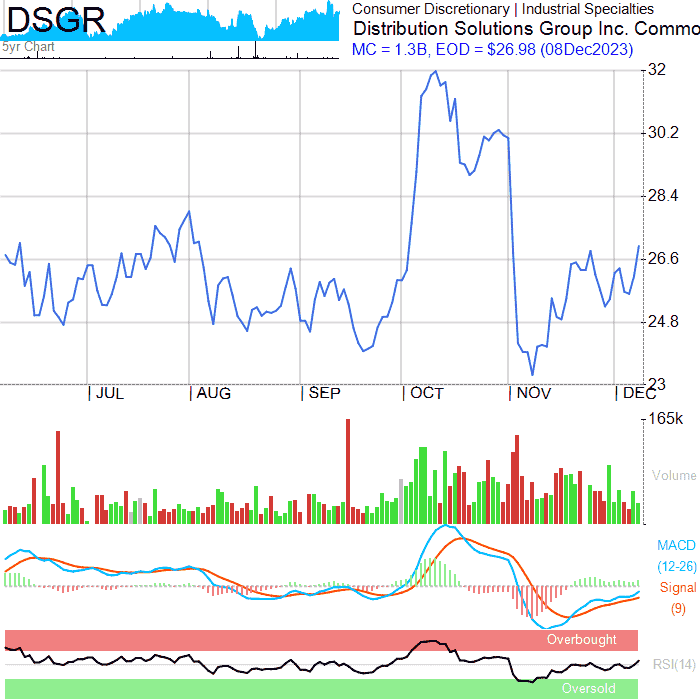 DSGR
5yr Chart
Consumer Discretionary | Industrial Specialties
Distribution Solutions Group Inc. Commo
MC = 1.3B, EOD = $26.98 (08Dec2023)
32
30.2
28.4
26.6
24.8
23
JUL AUG SEP OCT NOV DEC
165k
Volume
MACD
(12-26)
Signal
(9)
Overbought
RSI(14)
Oversold